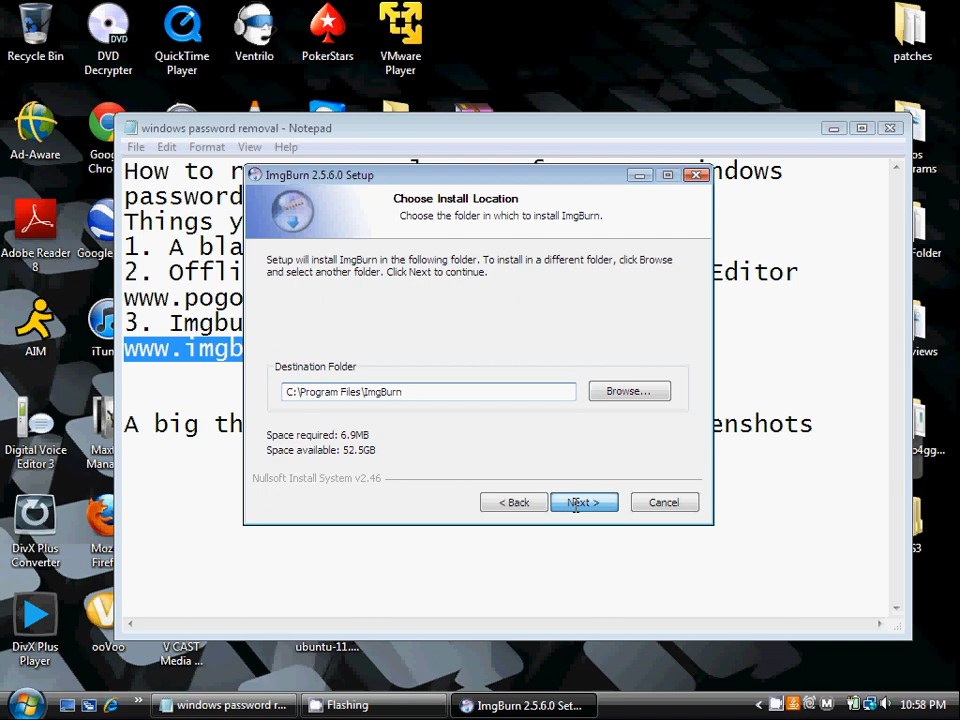 Recycle Bin
DVD
Decrypter
QuickTime
Player
Ventrilo
PokerStars
VMware
Player
patches
Ad-Aware
Adobe Reader
8
AIM
Digital Voice
Editor 3
DivX Plus
Converter
DivX Plus
Player
ooVoo
V CAST
Media ...
ubuntu-11....
windows password removal - Notepad
File Edit Format View Help
How to
password
Things y
1. A bla
2. Offli
Editor
www.pogo
3. Imgbu
www.imgb
A big th
enshots
ImgBurn 2.5.6.0 Setup
Choose Install Location
Choose the folder in which to install ImgBurn.
Setup will install ImgBurn in the following folder. To install in a different folder, click Browse
and select another folder. Click Next to continue.
Destination Folder
C:\Program Files\ImgBurn
Browse...
Space required: 6.9MB
Space available: 52.5GB
Nullsoft Install System v2.46
< Back
Next >
Cancel
windows password r...
Flashing
ImgBurn 2.5.6.0 Set...
10:58 PM